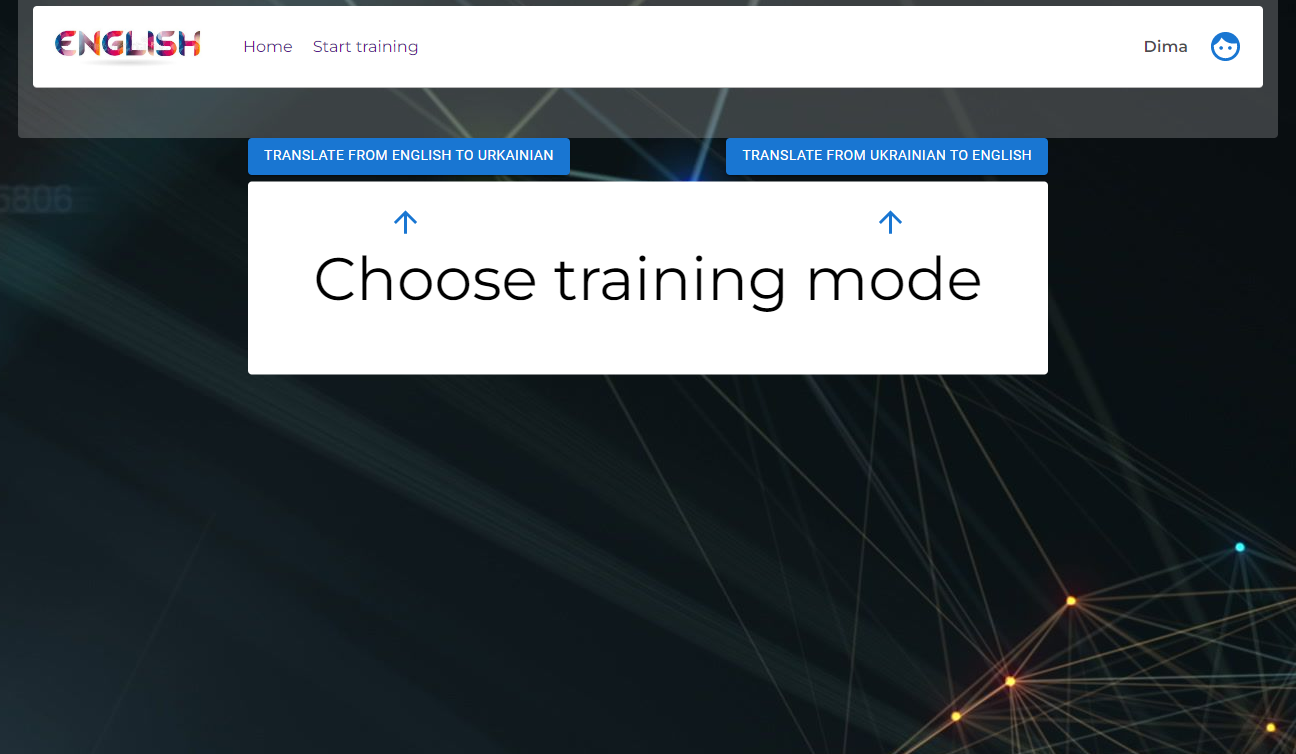 ENGLISH Home Start training Dima
TRANSLATE FROM ENGLISH TO URKAINIAN TRANSLATE FROM UKRAINIAN TO ENGLISH
5806
Choose training mode